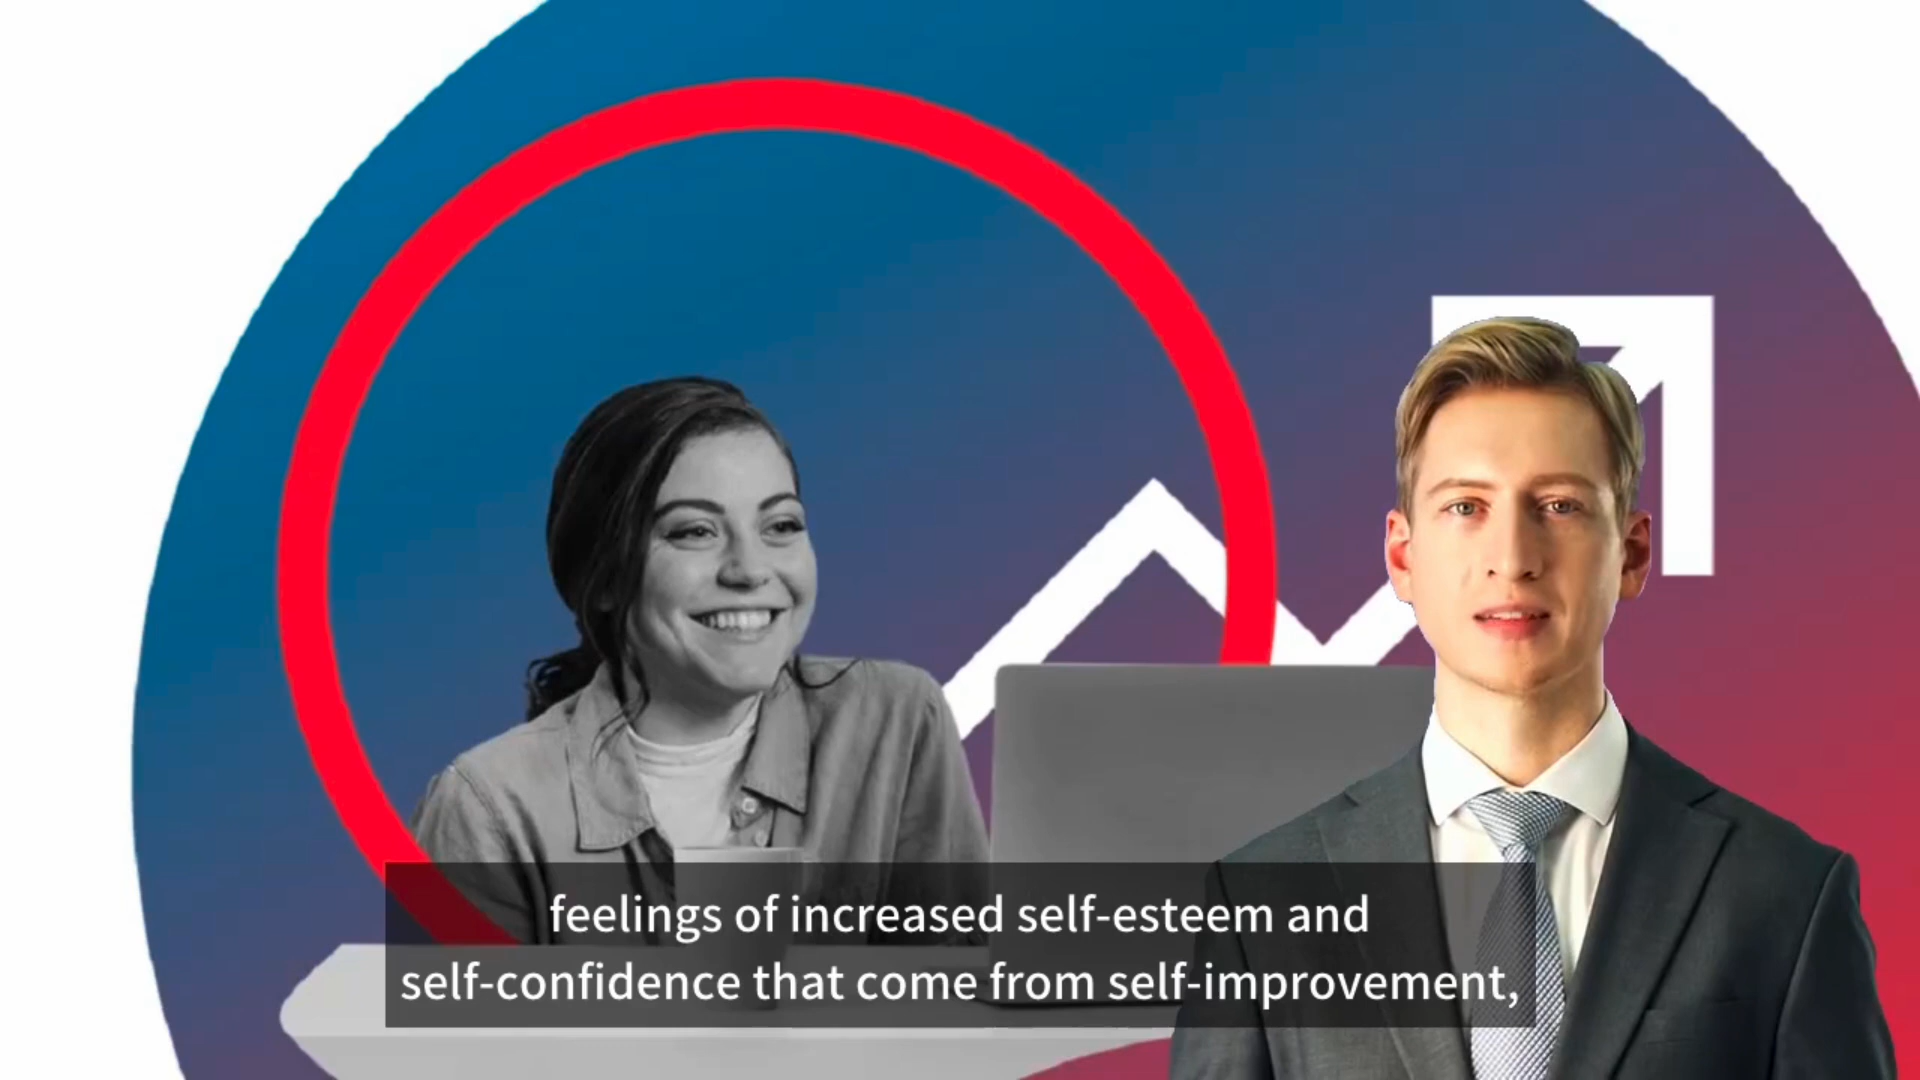 feelings of increased self-esteem and
self-confidence that come from self-improvement,